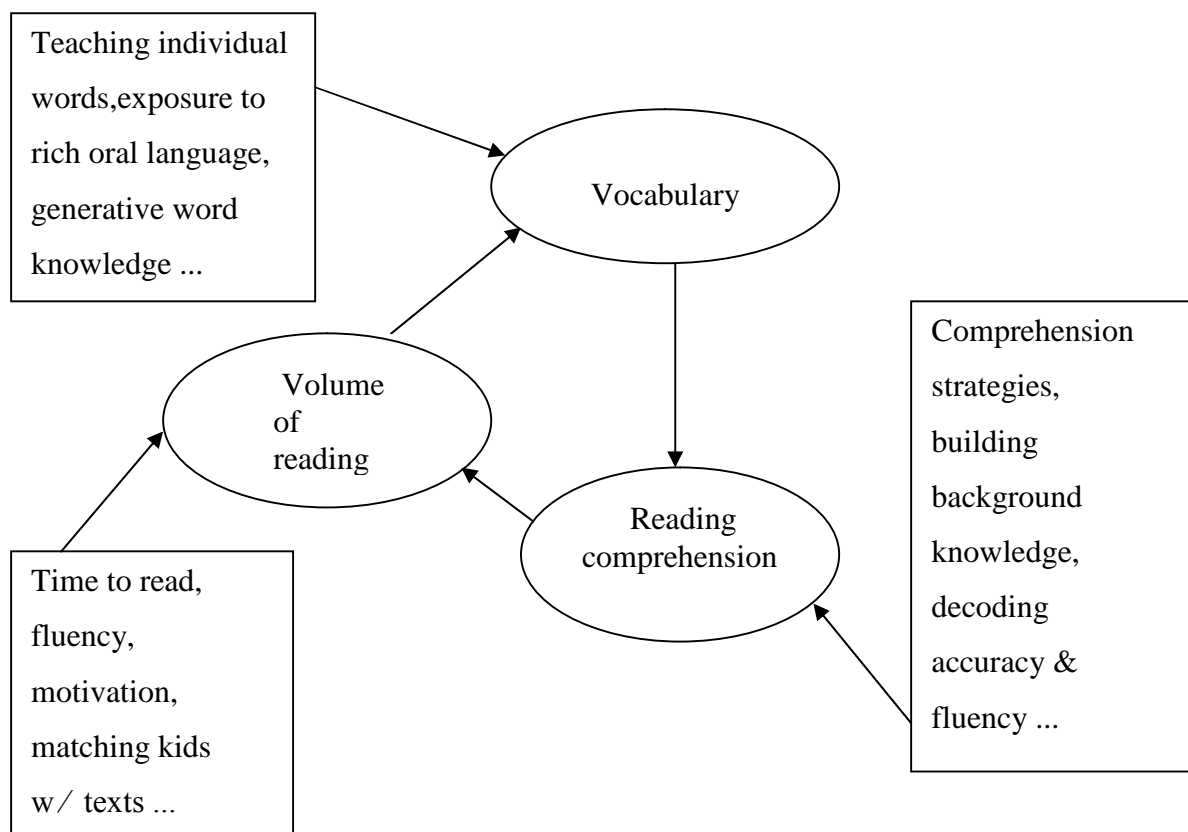 Teaching individual
words,exposure to
rich oral language,
generative word
knowledge ...
Vocabulary
Volume
of
reading
Reading
comprehension
Comprehension
strategies,
building
background
knowledge,
decoding
accuracy &
fluency ...
Time to read,
fluency,
motivation,
matching kids
w/ texts ...